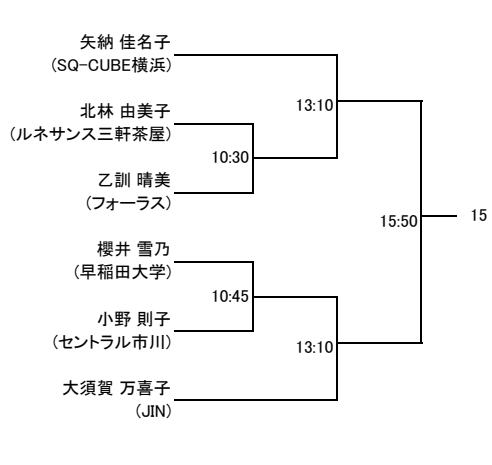 矢納 佳名子
(SQ-CUBE横浜)
13:10
北林 由美子
(ルネサンス三軒茶屋)
10:30
乙訓 晴美
(フォーラス)
15:50
15
櫻井 雪乃
(早稲田大学)
10:45
小野 則子
(セントラル市川)
13:10
大須賀 万喜子
(JIN)